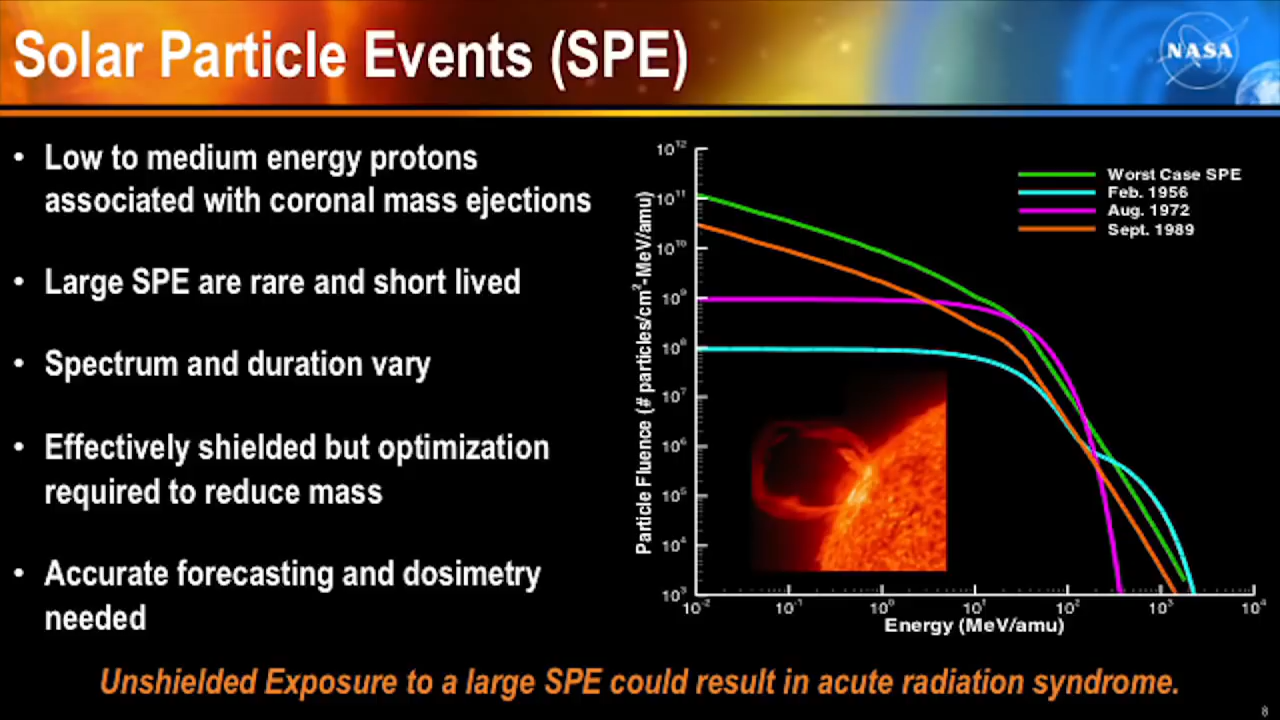 Solar Particle Events (SPE)
NASA
• Low to medium energy protons
associated with coronal mass ejections
• Large SPE are rare and short lived
• Spectrum and duration vary
• Effectively shielded but optimization
required to reduce mass
• Accurate forecasting and dosimetry
needed
Particle Fluence (# particles/cm²-MeV/amu)
10¹²
10¹¹
10¹⁰
10⁹
10⁸
10⁷
10⁶
10⁵
10⁴
10³
Worst Case SPE
Feb. 1956
Aug. 1972
Sept. 1989
10⁻² 10⁻¹ 10⁰ 10¹ 10² 10³ 10⁴
Energy (MeV/amu)
Unshielded Exposure to a large SPE could result in acute radiation syndrome.
8